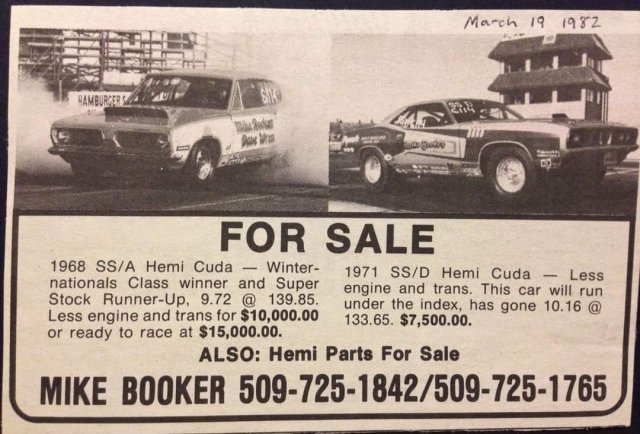 March 19 1982
HAMBURGERS
FOR SALE
1968 SS/A Hemi Cuda — Winter-
nationals Class winner and Super
Stock Runner-Up, 9.72 @ 139.85.
Less engine and trans for $10,000.00
or ready to race at $15,000.00.
1971 SS/D Hemi Cuda — Less
engine and trans. This car will run
under the index, has gone 10.16 @
133.65. $7,500.00.
ALSO: Hemi Parts For Sale
MIKE BOOKER 509-725-1842/509-725-1765